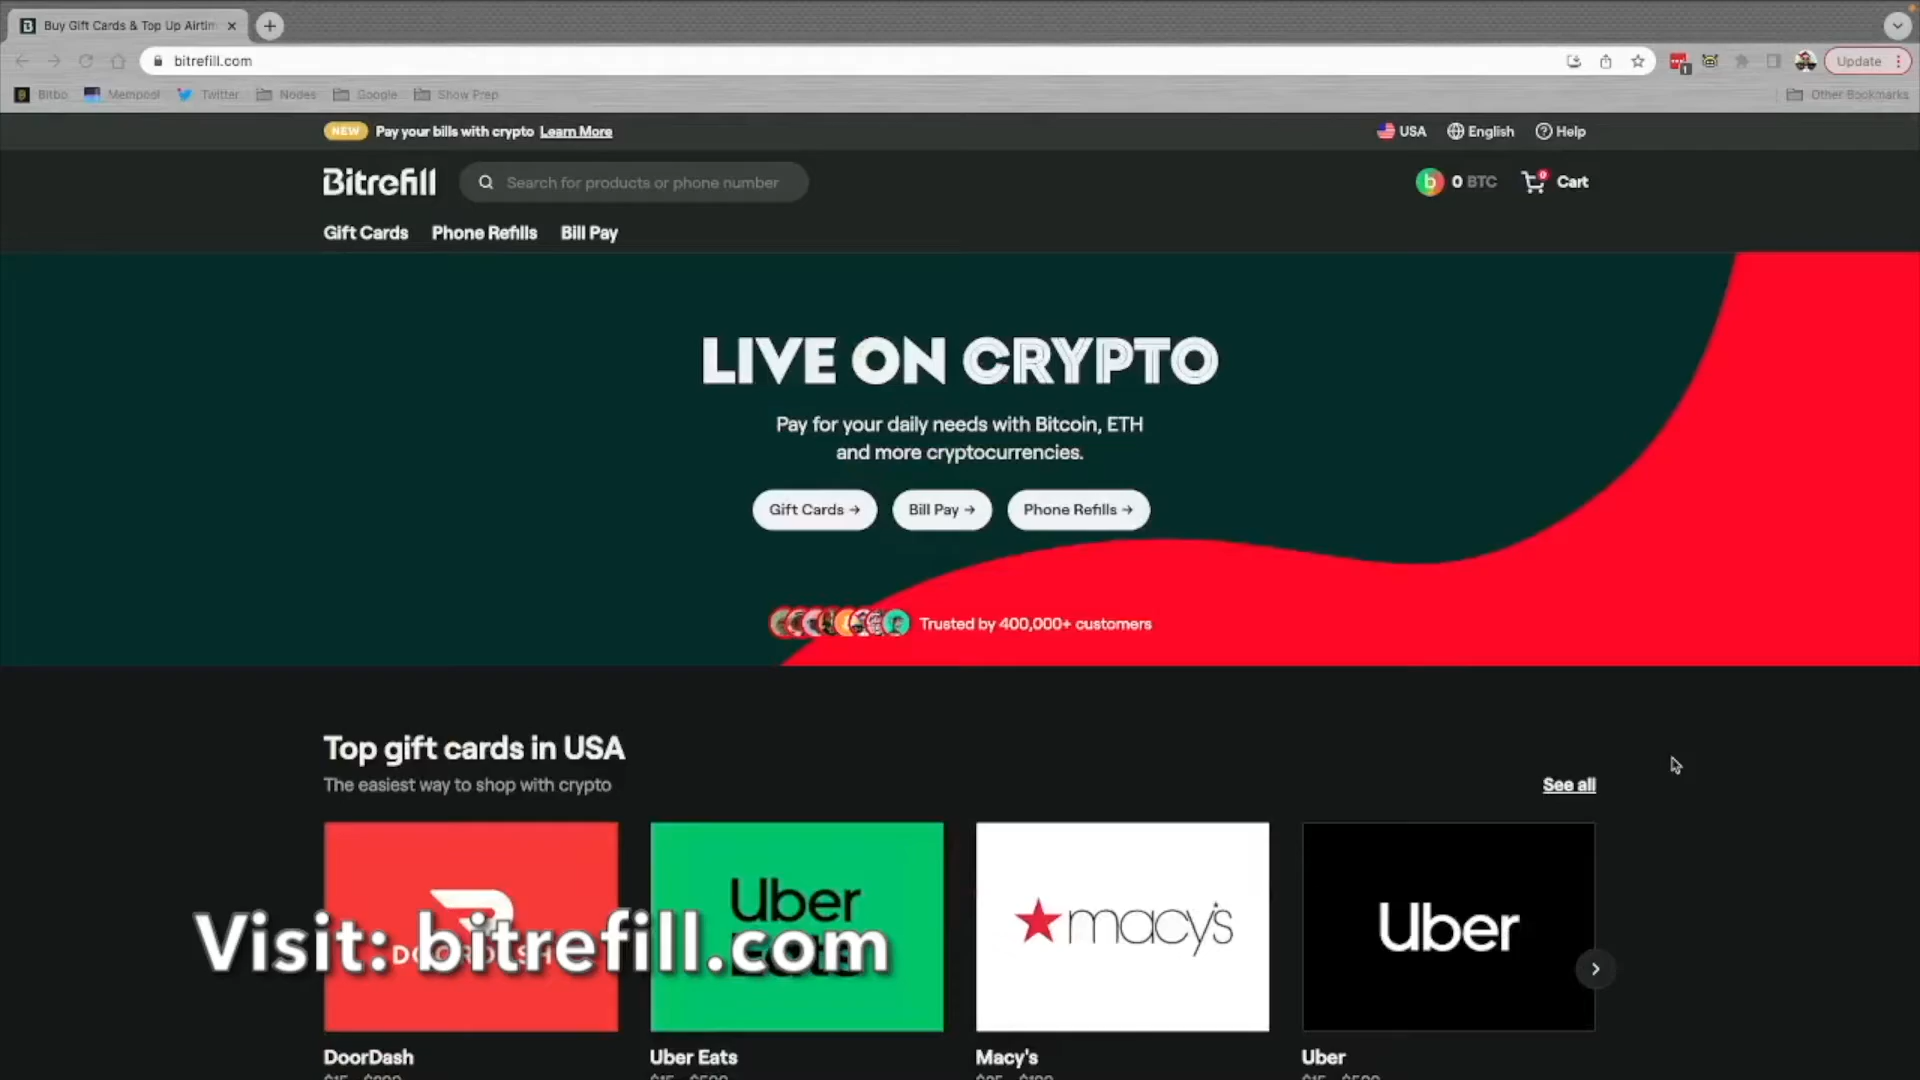 Buy Gift Cards & Top Up Airtim
bitrefill.com
Update
Bitbo
Mempool
Twitter
Nodes
Google
Show Prep
Other Bookmarks
NEW Pay your bills with crypto Learn More
USA
English
Help
Bitrefill
Search for products or phone number
0 BTC
0
Cart
Gift Cards
Phone Refills
Bill Pay
LIVE ON CRYPTO
Pay for your daily needs with Bitcoin, ETH
and more cryptocurrencies.
Gift Cards →
Bill Pay →
Phone Refills →
Trusted by 400,000+ customers
Top gift cards in USA
The easiest way to shop with crypto
See all
Uber
macy's
Uber
Visit: bitrefill.com
DoorDash
Uber Eats
Macy's
Uber